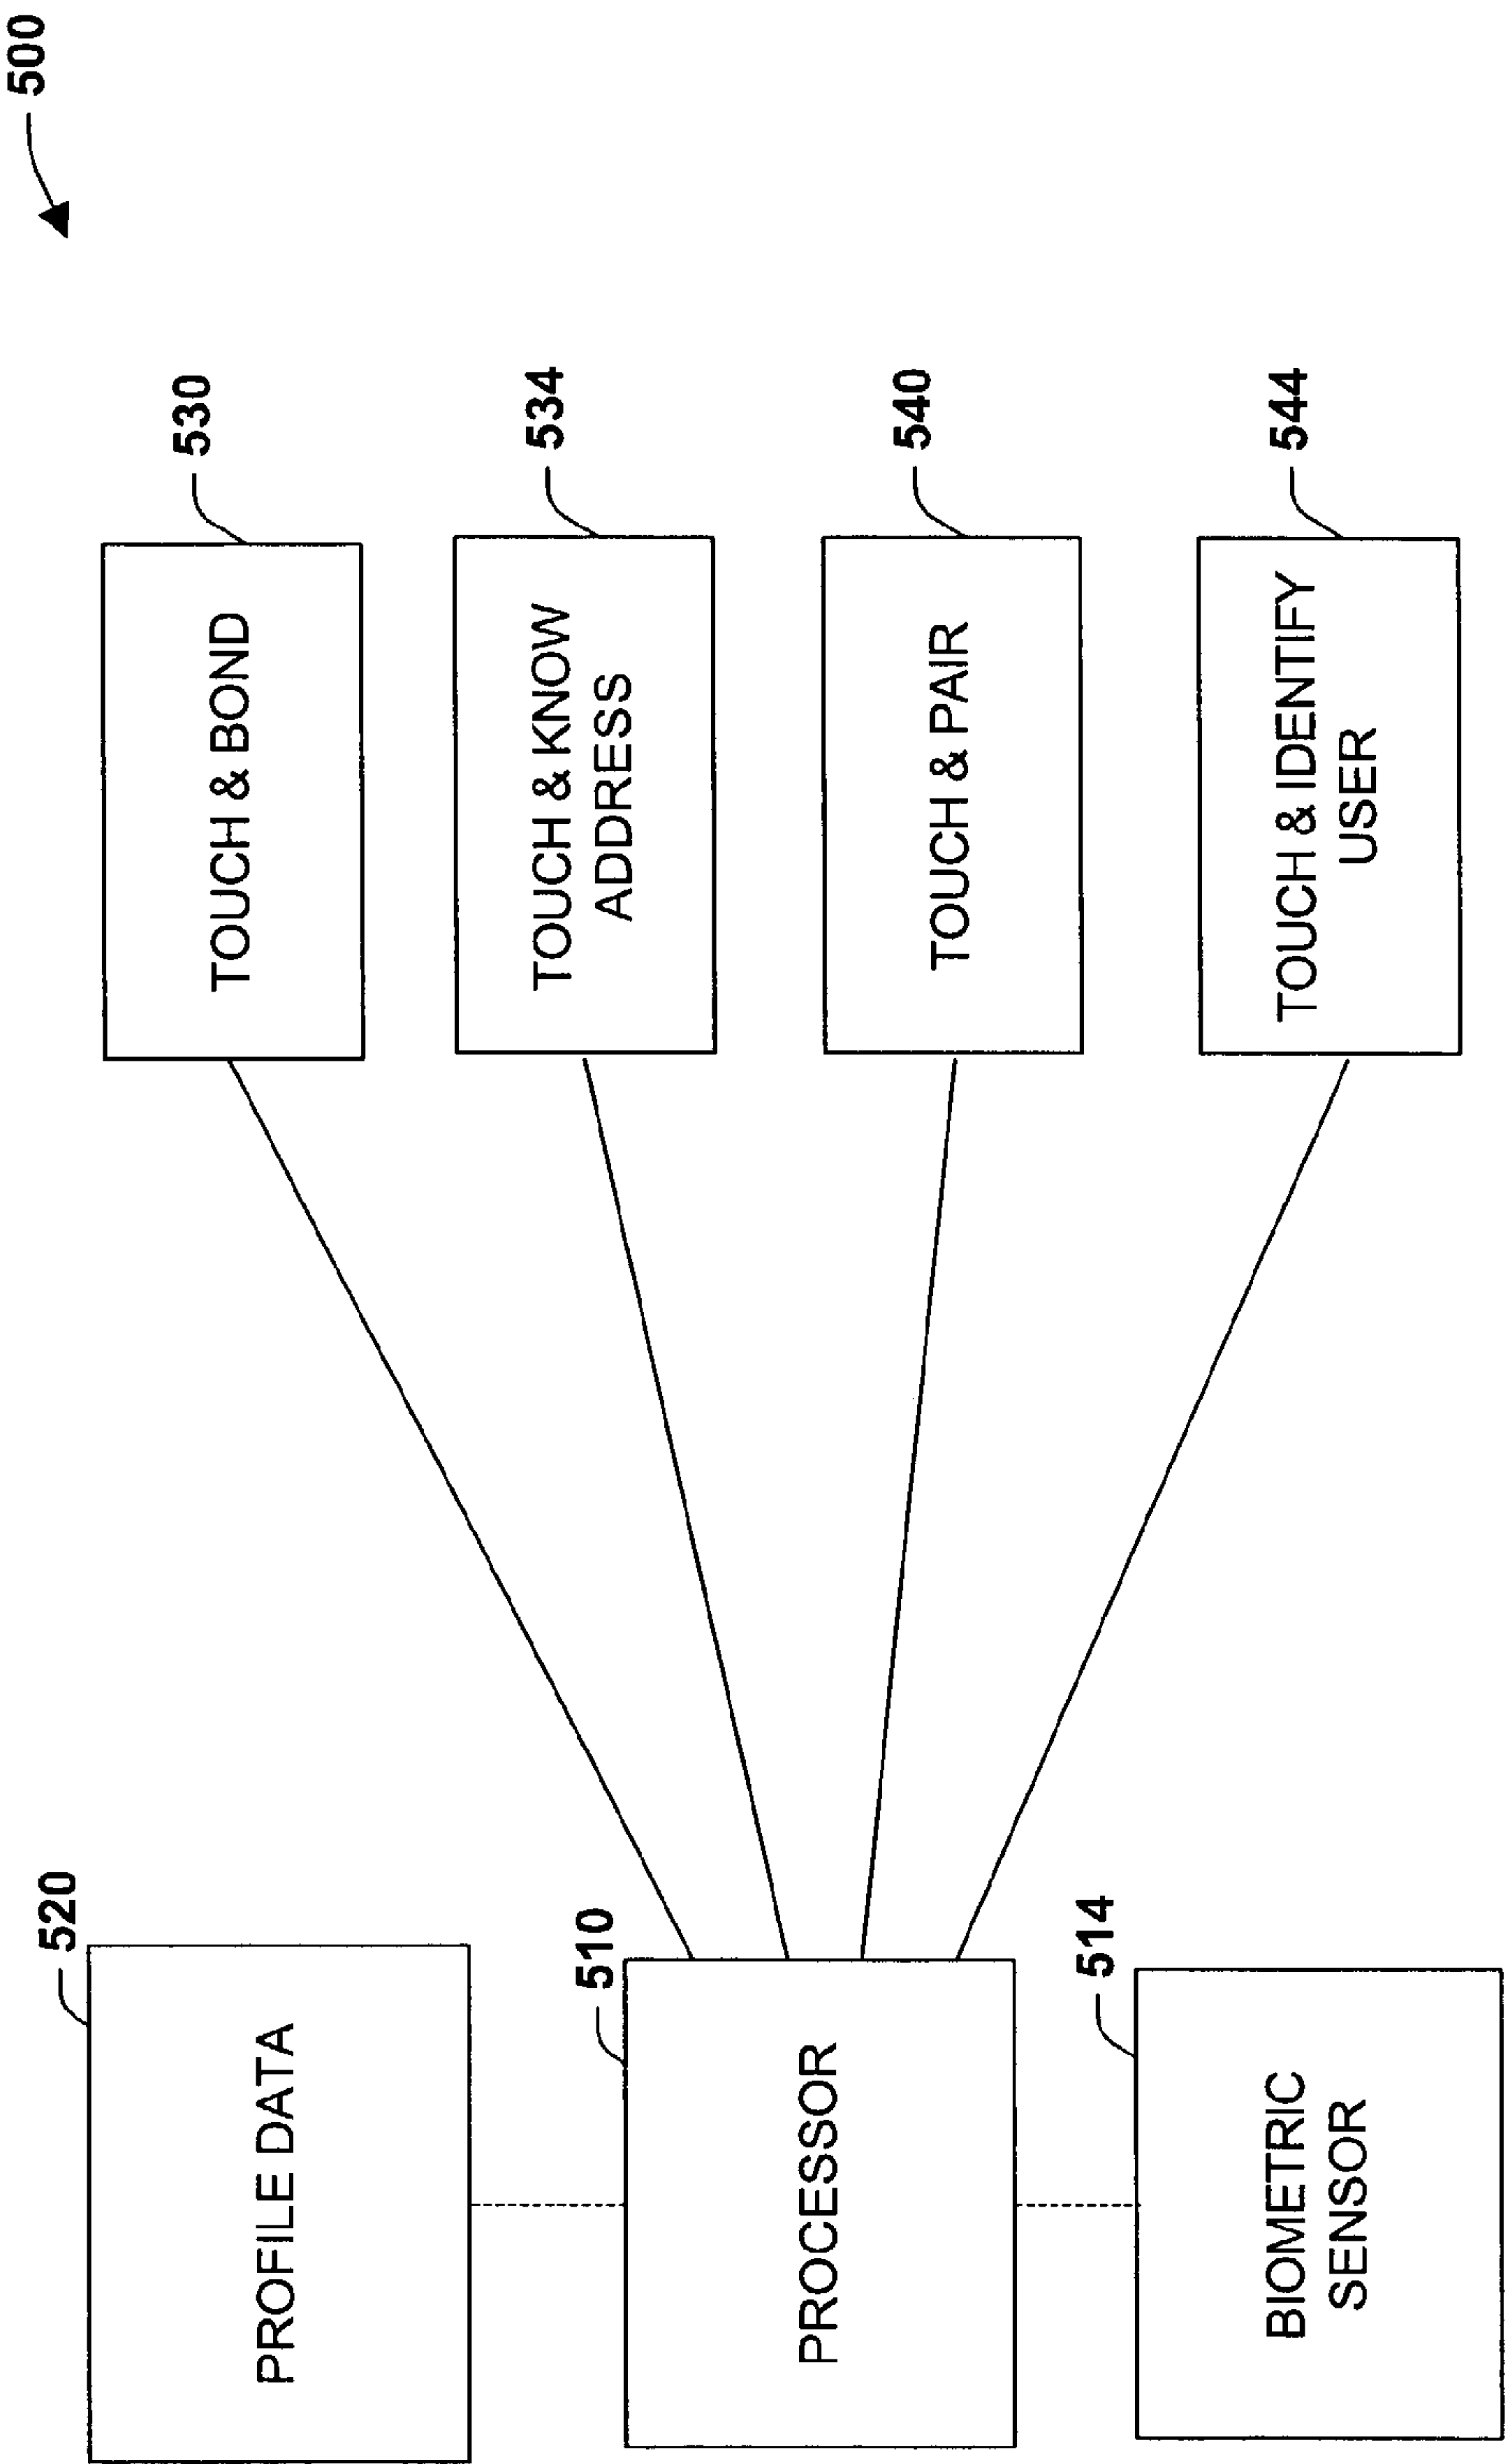 500
520
PROFILE DATA
510
PROCESSOR
514
BIOMETRIC
SENSOR
530
TOUCH & BOND
534
TOUCH & KNOW
ADDRESS
540
TOUCH & PAIR
544
TOUCH & IDENTIFY
USER